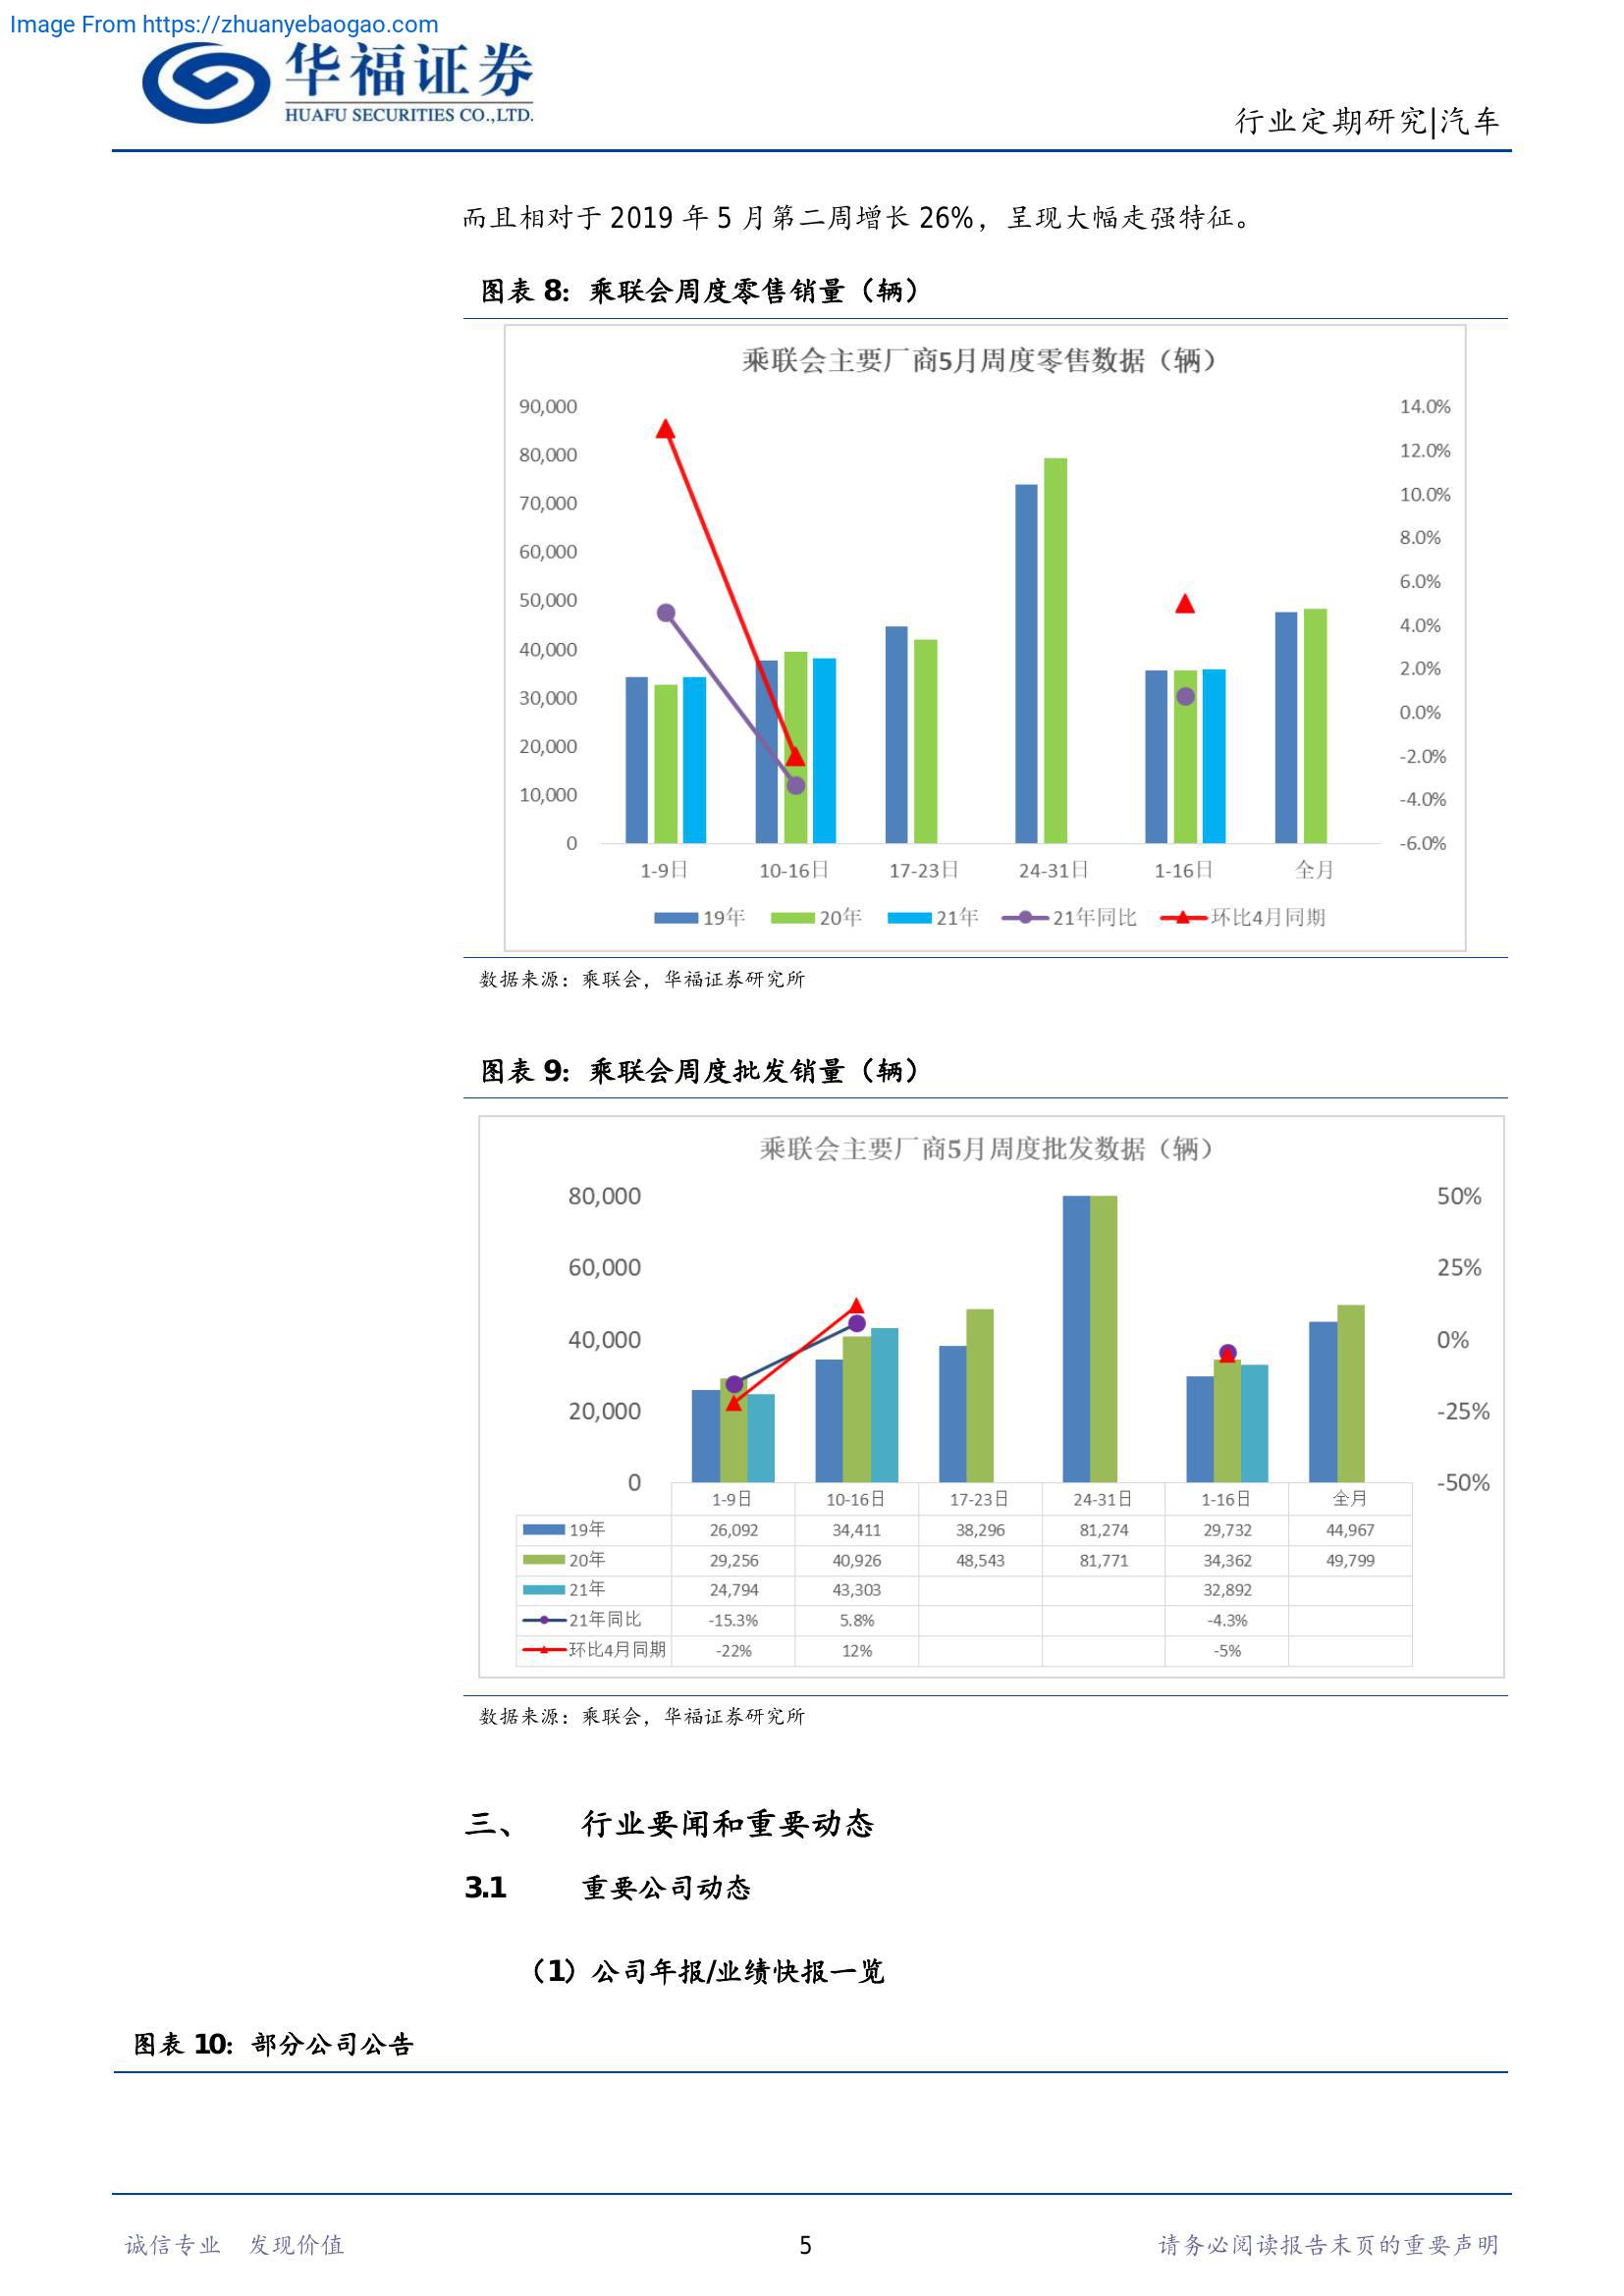 Image From https://zhuanyebaogao.com
华福证券
HUAFU SECURITIES CO.,LTD.
行业定期研究|汽车
而且相对于 2019 年 5 月第二周增长 26%，呈现大幅走强特征。
图表 8：乘联会周度零售销量（辆）
乘联会主要厂商5月周度零售数据（辆）
90,000 14.0%
80,000 12.0%
70,000 10.0%
60,000 8.0%
50,000 6.0%
40,000 4.0%
30,000 2.0%
20,000 0.0%
10,000 -2.0%
0 -4.0%
-6.0%
1-9日 10-16日 17-23日 24-31日 1-16日 全月
19年 20年 21年 21年同比 环比4月同期
数据来源：乘联会，华福证券研究所
图表 9：乘联会周度批发销量（辆）
乘联会主要厂商5月周度批发数据（辆）
80,000 50%
60,000 25%
40,000 0%
20,000 -25%
0 -50%
1-9日 10-16日 17-23日 24-31日 1-16日 全月
19年 26,092 34,411 38,296 81,274 29,732 44,967
20年 29,256 40,926 48,543 81,771 34,362 49,799
21年 24,794 43,303 32,892
21年同比 -15.3% 5.8% -4.3%
环比4月同期 -22% 12% -5%
数据来源：乘联会，华福证券研究所
三、 行业要闻和重要动态
3.1 重要公司动态
（1）公司年报/业绩快报一览
图表 10：部分公司公告
诚信专业 发现价值 5 请务必阅读报告末页的重要声明